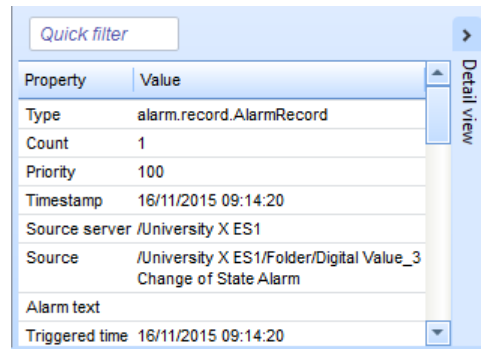 Quick filter
Detail view
Property Value
Type alarm.record.AlarmRecord
Count 1
Priority 100
Timestamp 16/11/2015 09:14:20
Source server /University X ES1
Source /University X ES1/Folder/Digital Value_3
Change of State Alarm
Alarm text
Triggered time 16/11/2015 09:14:20